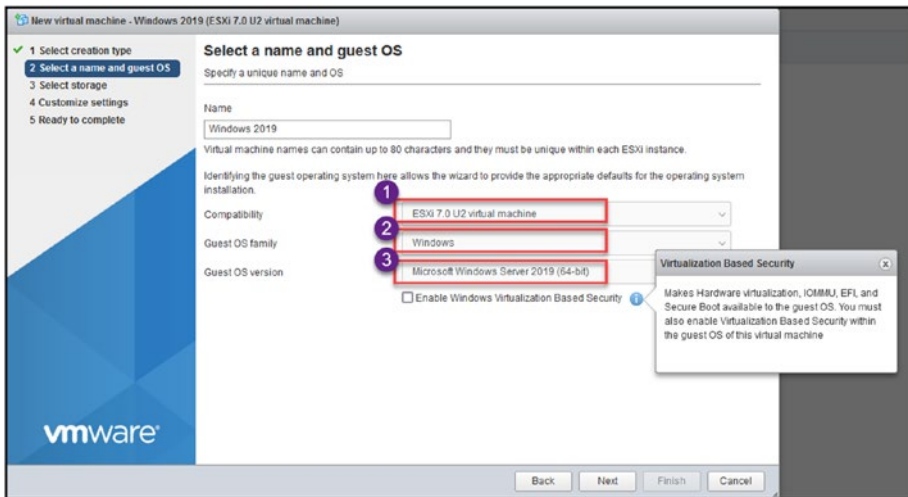 New virtual machine - Windows 2019 (ESXi 7.0 U2 virtual machine)
1 Select creation type
2 Select a name and guest OS
3 Select storage
4 Customize settings
5 Ready to complete
Select a name and guest OS
Specify a unique name and OS
Name
Windows 2019
Virtual machine names can contain up to 80 characters and they must be unique within each ESXi instance.
Identifying the guest operating system here allows the wizard to provide the appropriate defaults for the operating system
installation.
1
Compatibility ESXi 7.0 U2 virtual machine
2
Guest OS family Windows
3
Guest OS version Microsoft Windows Server 2019 (64-bit)
Enable Windows Virtualization Based Security
Virtualization Based Security
Makes Hardware virtualization, IOMMU, EFI, and
Secure Boot available to the guest OS. You must
also enable Virtualization Based Security within
the guest OS of this virtual machine
vmware®
Back Next Finish Cancel